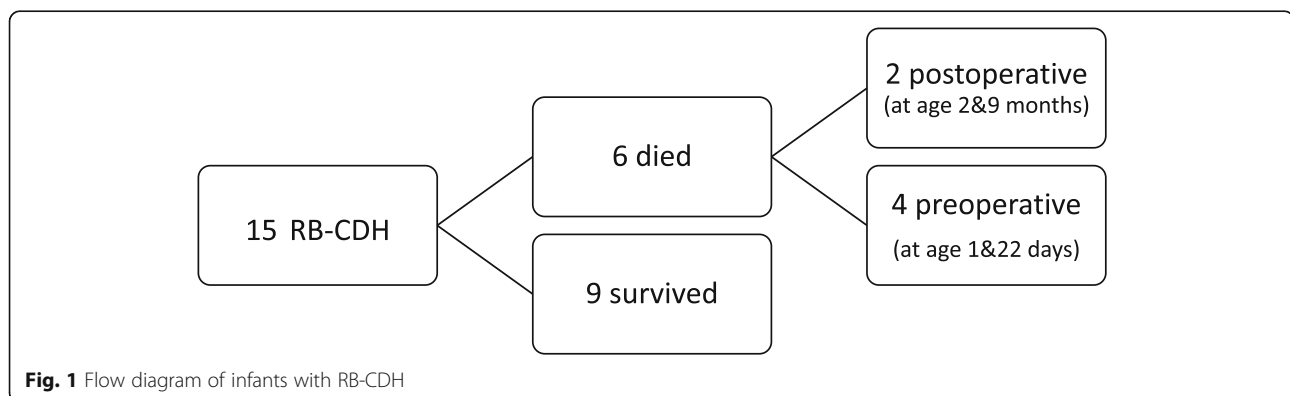 15 RB-CDH
6 died
9 survived
2 postoperative
(at age 2&9 months)
4 preoperative
(at age 1&22 days)
Fig. 1 Flow diagram of infants with RB-CDH